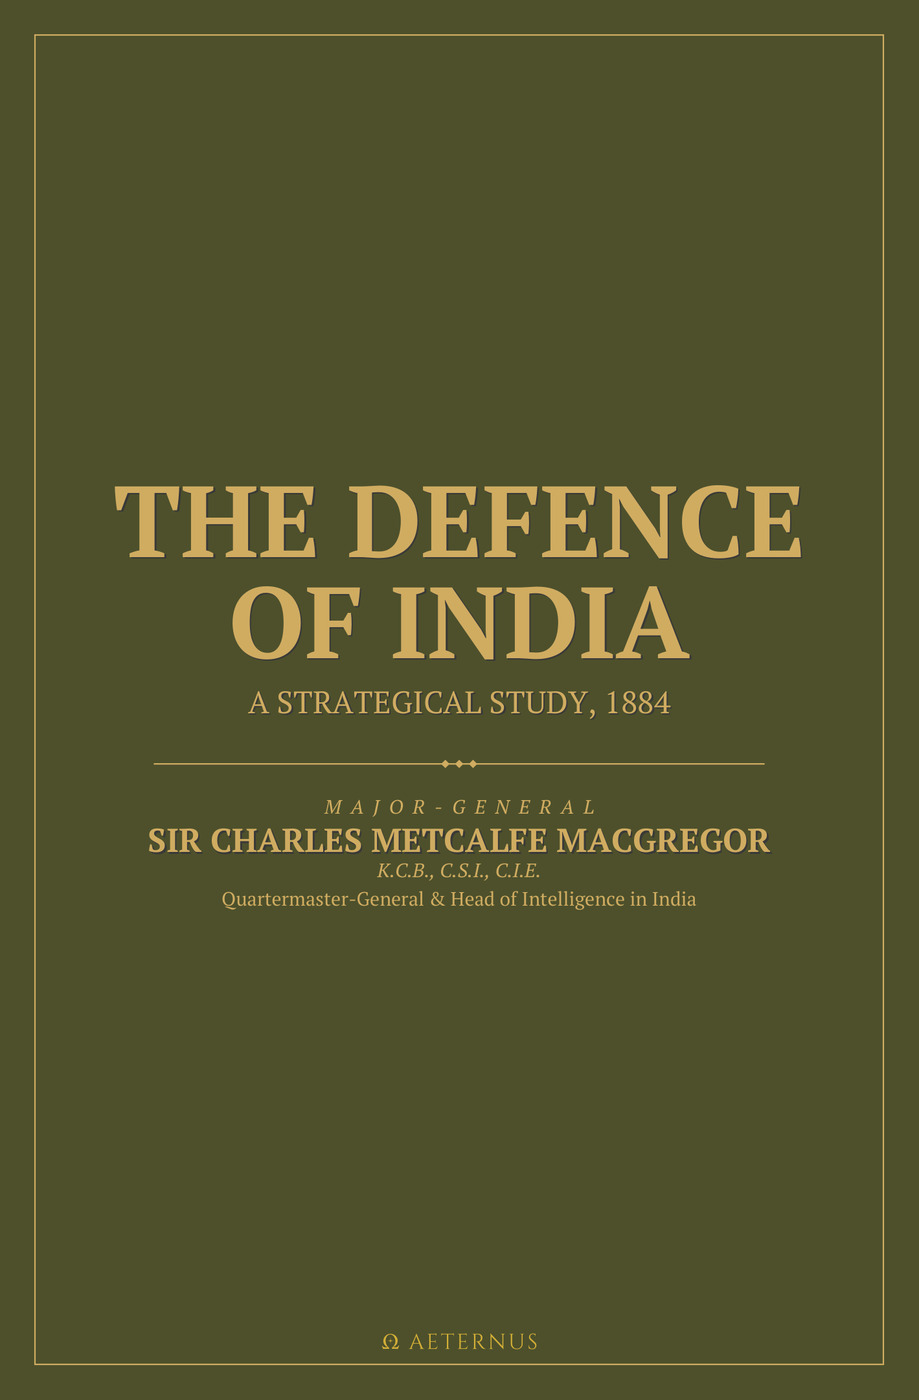 THE DEFENCE
OF INDIA
A STRATEGICAL STUDY, 1884
MAJOR-GENERAL
SIR CHARLES METCALFE MACGREGOR
K.C.B., C.S.I., C.I.E.
Quartermaster-General & Head of Intelligence in India
Ω AETERNUS